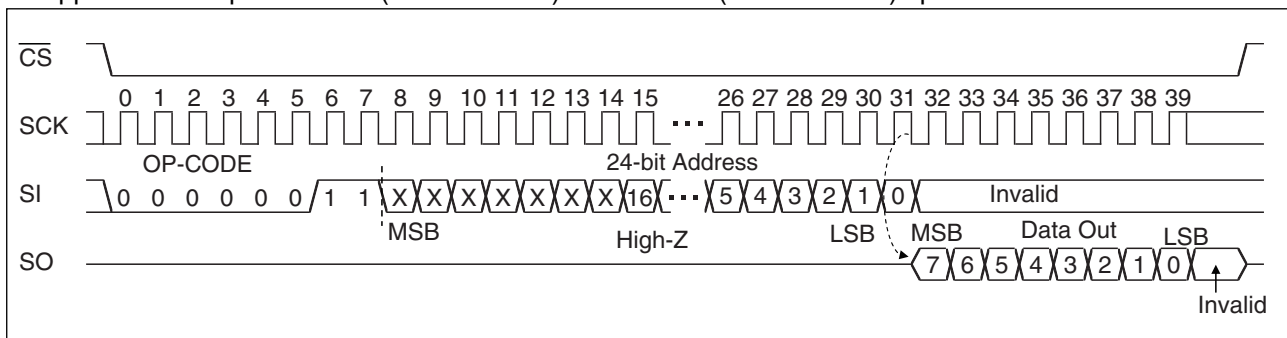 CS
0 1 2 3 4 5 6 7 8 9 10 11 12 13 14 15 26 27 28 29 30 31 32 33 34 35 36 37 38 39
SCK
OP-CODE 24-bit Address
SI 0 0 0 0 0 0 1 1 X X X X X X X 16 5 4 3 2 1 0 Invalid
MSB High-Z LSB MSB Data Out LSB
SO 7 6 5 4 3 2 1 0
Invalid